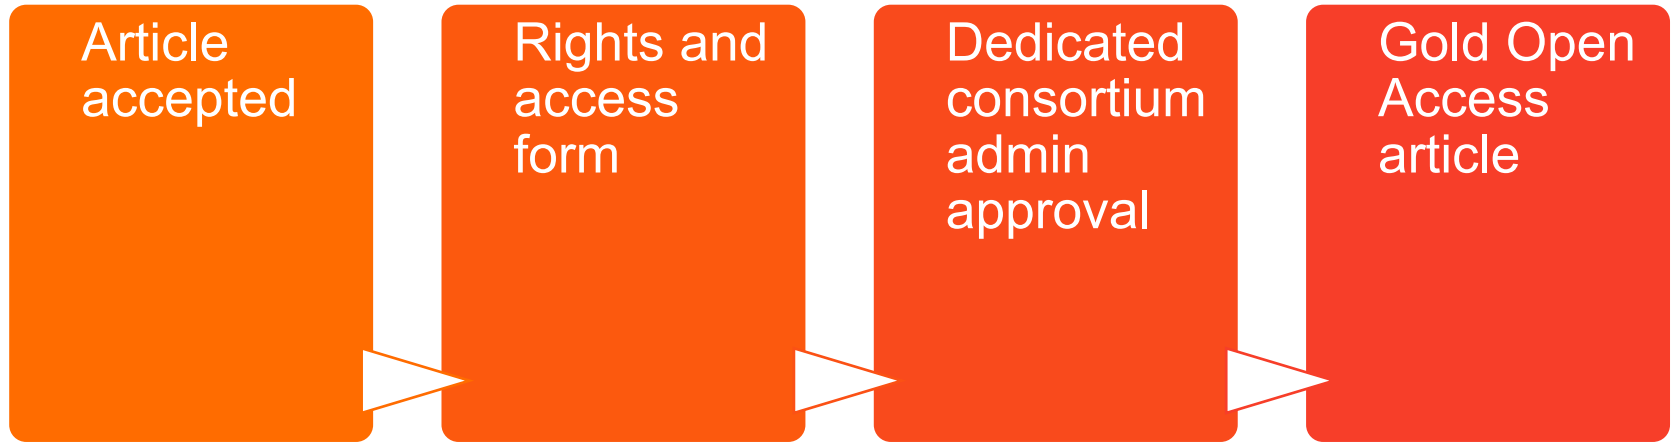 Article
accepted
Rights and
access
form
Dedicated
consortium
admin
approval
Gold Open
Access
article